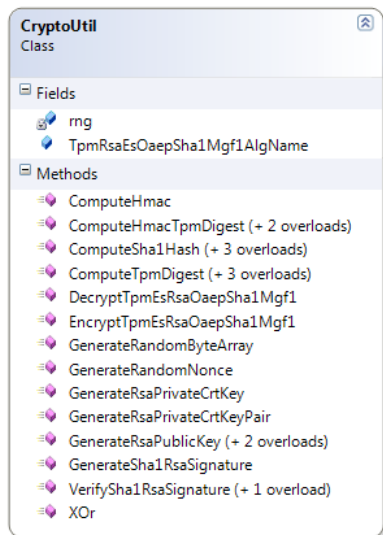 CryptoUtil
Class
Fields
rng
TpmRsaEsOaepSha1Mgf1AlgName
Methods
ComputeHmac
ComputeHmacTpmDigest (+ 2 overloads)
ComputeSha1Hash (+ 3 overloads)
ComputeTpmDigest (+ 3 overloads)
DecryptTpmEsRsaOaepSha1Mgf1
EncryptTpmEsRsaOaepSha1Mgf1
GenerateRandomByteArray
GenerateRandomNonce
GenerateRsaPrivateCrtKey
GenerateRsaPrivateCrtKeyPair
GenerateRsaPublicKey (+ 2 overloads)
GenerateSha1RsaSignature
VerifySha1RsaSignature (+ 1 overload)
XOr